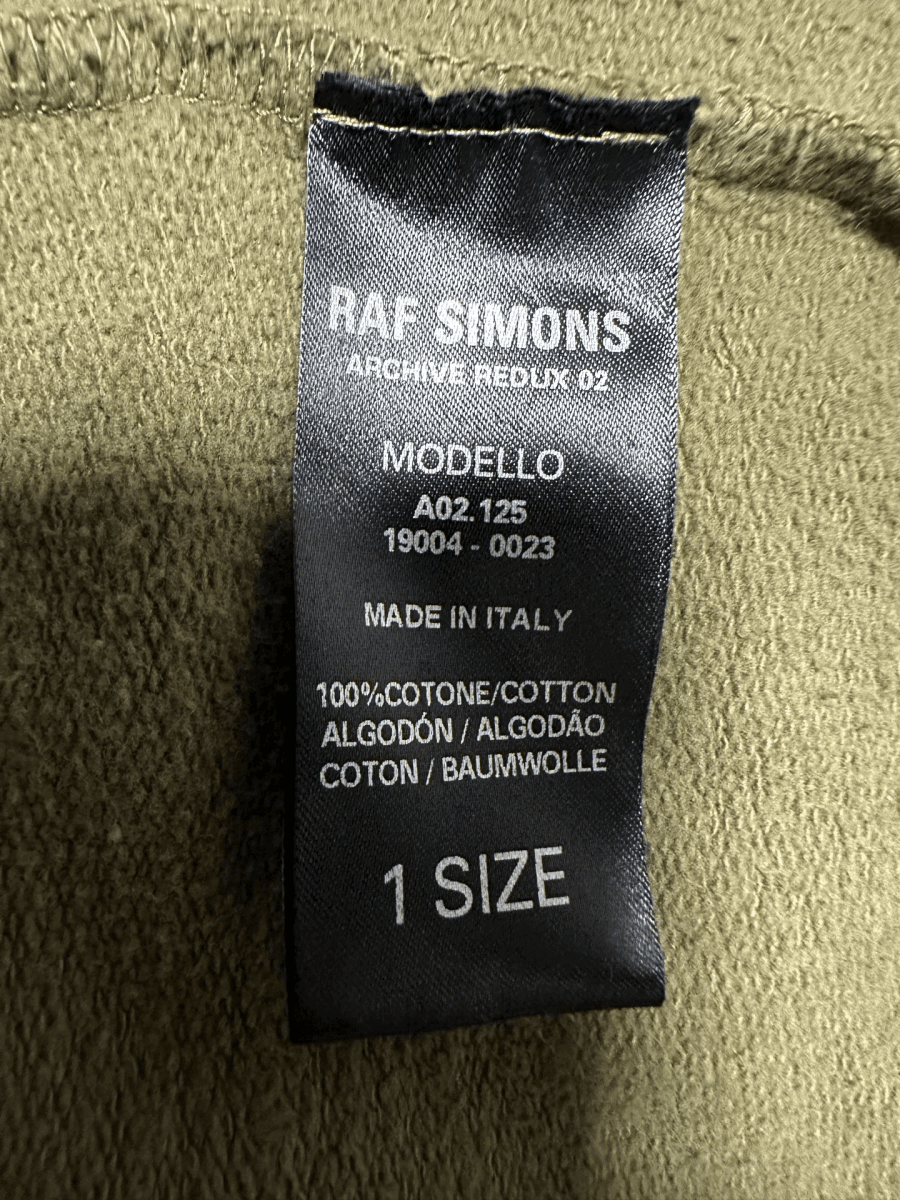 RAF SIMONS
ARCHIVE REDUX 02
MODELLO
A02.125
19004 - 0023
MADE IN ITALY
100%COTONE/COTTON
ALGODÓN / ALGODÃO
COTON / BAUMWOLLE
1 SIZE